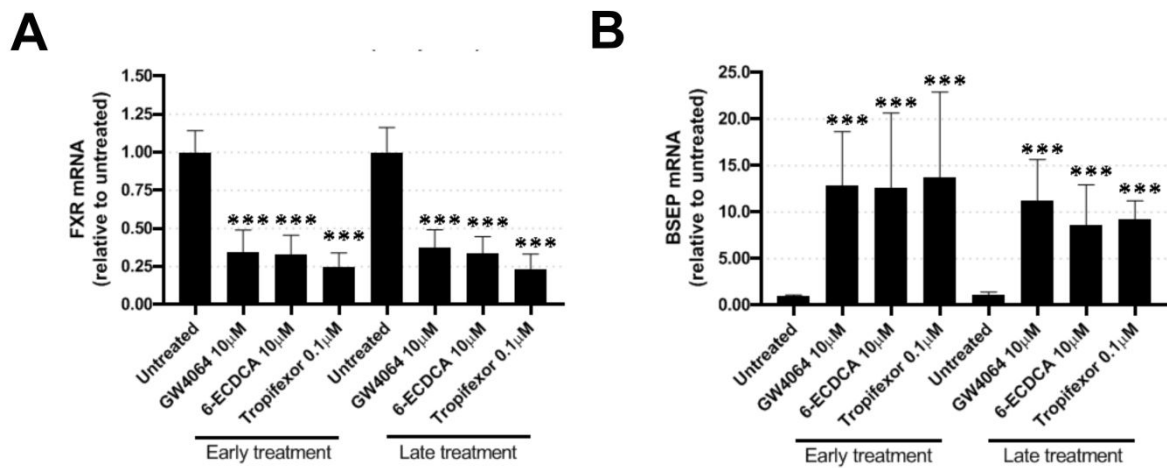 A
B
FXR mRNA
(relative to untreated)
1.50
1.25
1.00
0.75
0.50
0.25
0.00
***
***
***
***
***
***
Untreated
GW4064 10μM
6-ECDCA 10μM
Tropifexor 0.1μM
Untreated
GW4064 10μM
6-ECDCA 10μM
Tropifexor 0.1μM
Early treatment
Late treatment
BSEP mRNA
(relative to untreated)
25.0
20.0
15.0
10.0
5.00
0.00
***
***
***
***
***
***
Untreated
GW4064 10μM
6-ECDCA 10μM
Tropifexor 0.1μM
Untreated
GW4064 10μM
6-ECDCA 10μM
Tropifexor 0.1μM
Early treatment
Late treatment